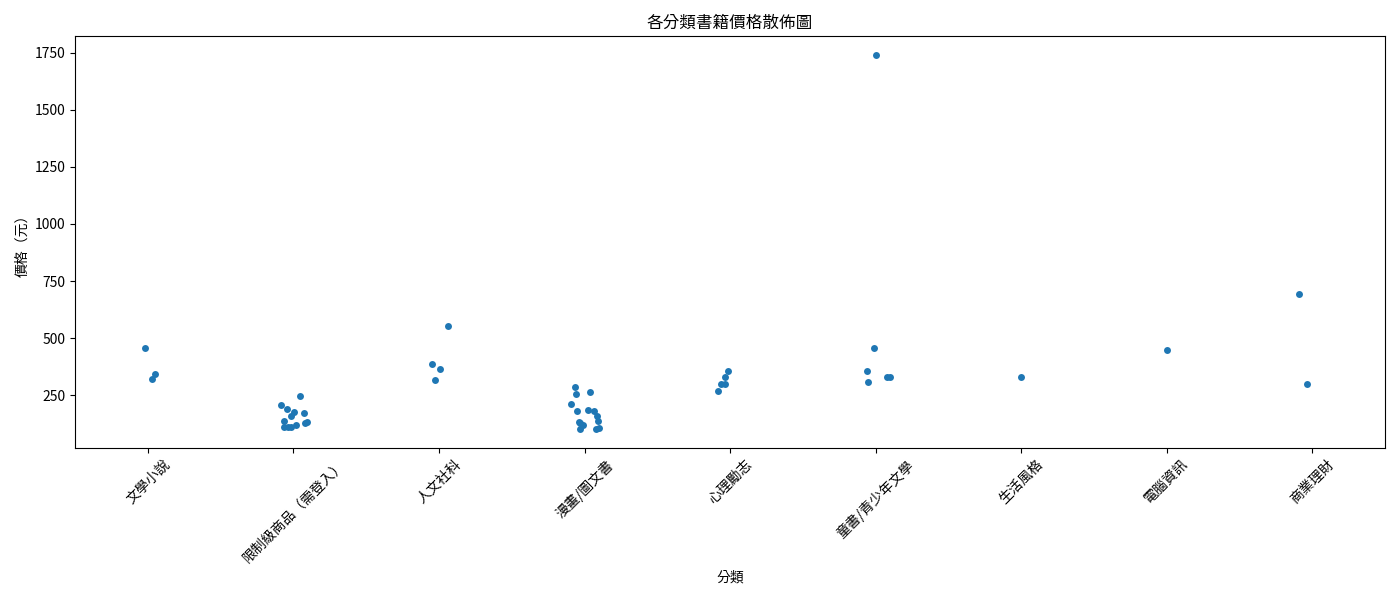 各分類書籍價格散佈圖
價格（元）
1750
1500
1250
1000
750
500
250
文學小說
限制級商品（需登入）
人文社科
漫畫/圖文書
心理勵志
童書/青少年文學
生活風格
電腦資訊
商業理財
分類